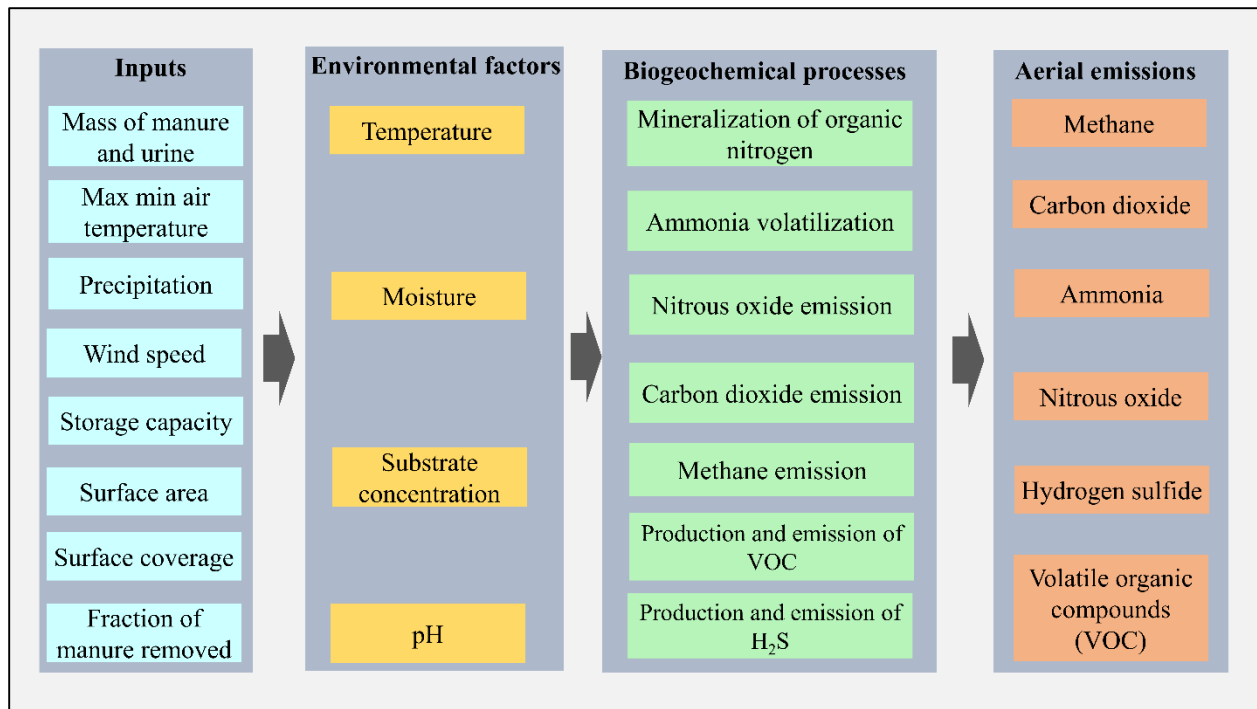 Inputs
Mass of manure
and urine
Max min air
temperature
Precipitation
Wind speed
Storage capacity
Surface area
Surface coverage
Fraction of
manure removed
Environmental factors
Temperature
Moisture
Substrate
concentration
pH
Biogeochemical processes
Mineralization of organic
nitrogen
Ammonia volatilization
Nitrous oxide emission
Carbon dioxide emission
Methane emission
Production and emission of
VOC
Production and emission of
H₂S
Aerial emissions
Methane
Carbon dioxide
Ammonia
Nitrous oxide
Hydrogen sulfide
Volatile organic
compounds
(VOC)